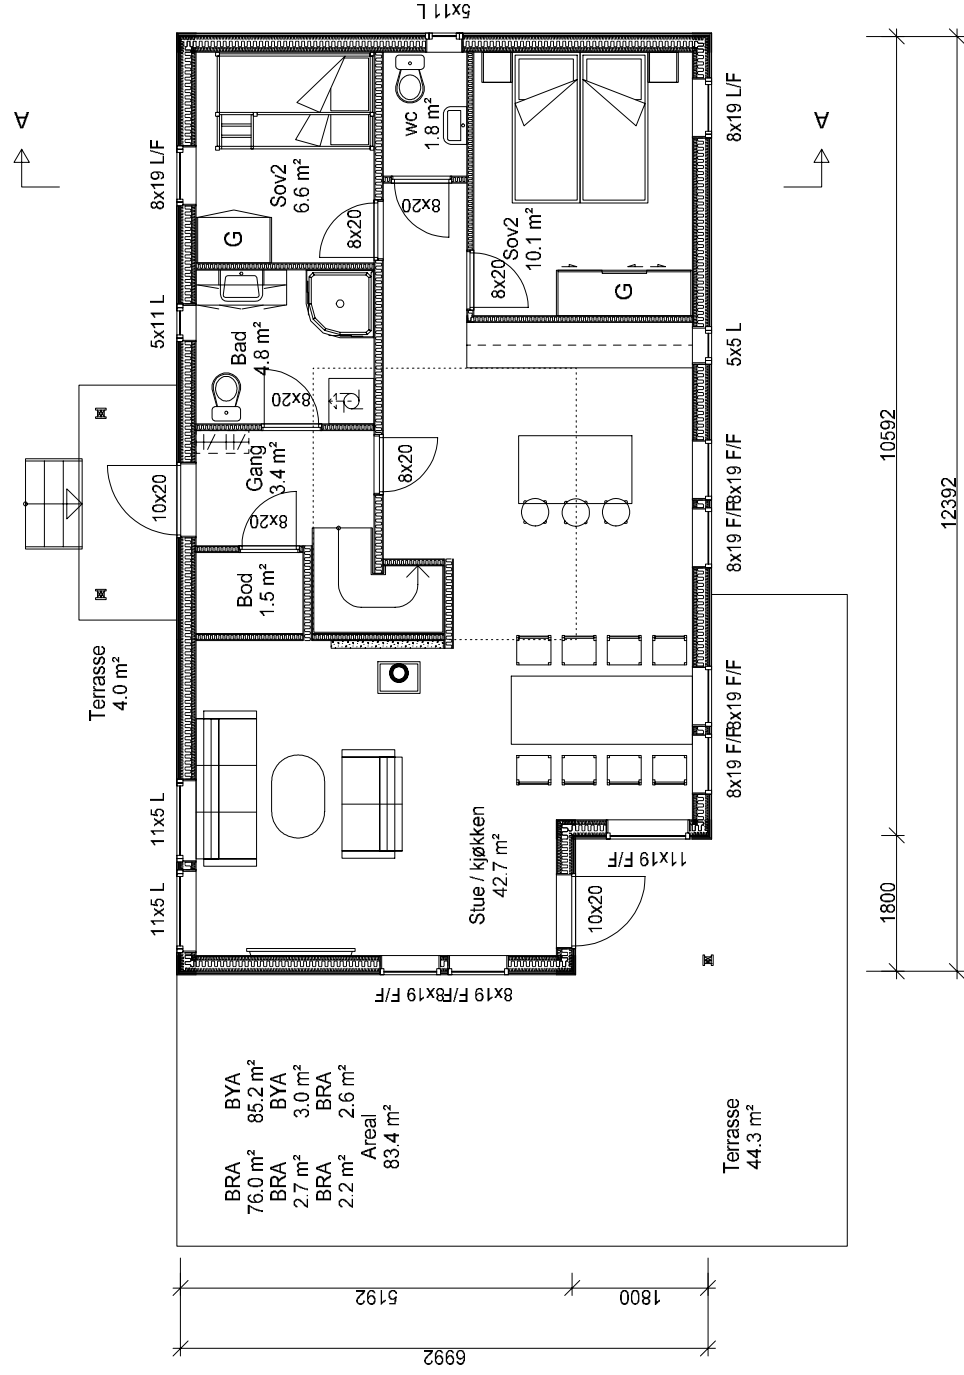 5x11 L
A
A
8x19 L/F
8x19 L/F
wc
1.8 m²
Sov2
6.6 m²
8x20
8x20
Sov2
10.1 m²
8x20
G
G
5x11 L
Bad
4.8 m²
8x20
5x5 L
Gang
3.4 m²
8x20
8x20
10x20
8x19 F/F
8x19 F/F
Bod
1.5 m²
Terrasse
4.0 m²
8x19 F/F
8x19 F/F
11x5 L
11x5 L
Stue / kjøkken
42.7 m²
11x19 F/F
10x20
8x19 F/F
8x19 F/F
10592
12392
1800
BRA
76.0 m²
BYA
85.2 m²
BRA
2.7 m²
BYA
3.0 m²
BRA
2.2 m²
BRA
2.6 m²
Areal
83.4 m²
Terrasse
44.3 m²
5192
1800
6992